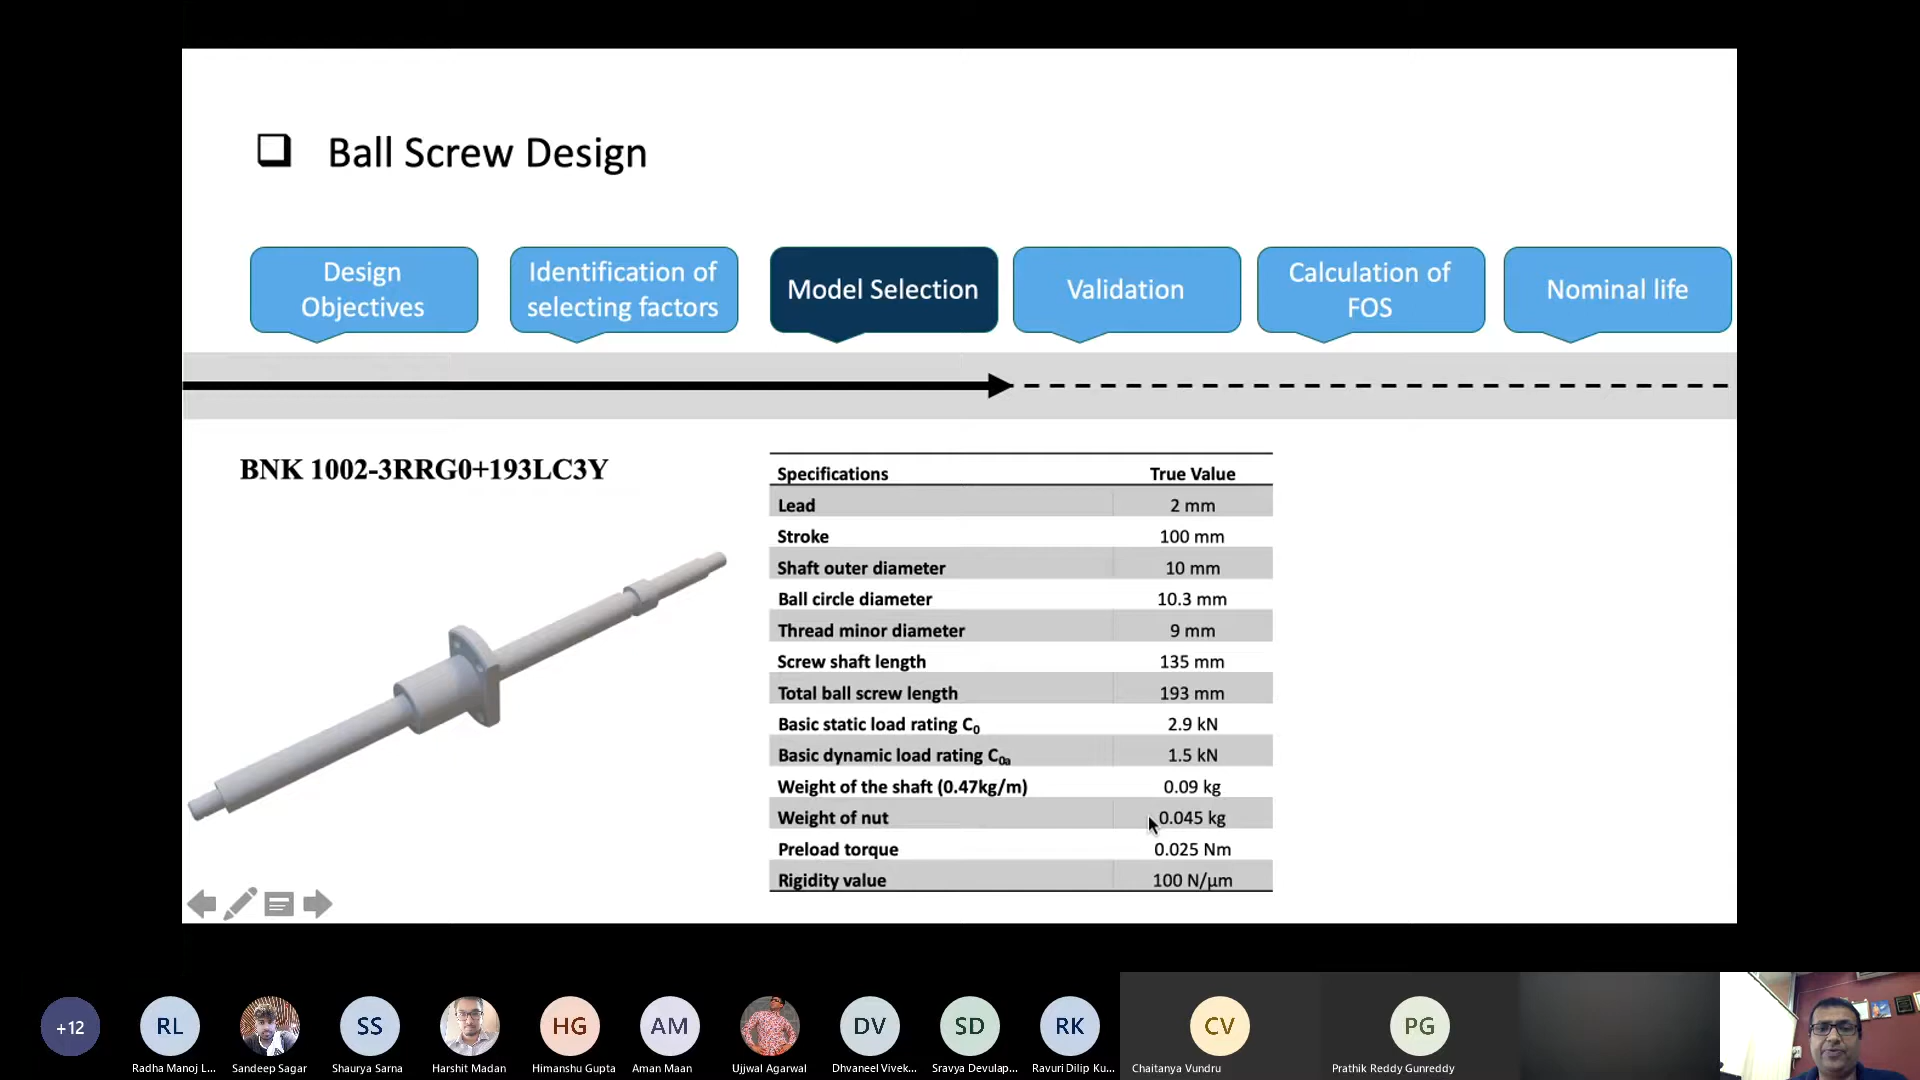 Ball Screw Design
Design
Objectives
Identification of
selecting factors
Model Selection
Validation
Calculation of
FOS
Nominal life
BNK 1002-3RRG0+193LC3Y
Specifications True Value
Lead 2 mm
Stroke 100 mm
Shaft outer diameter 10 mm
Ball circle diameter 10.3 mm
Thread minor diameter 9 mm
Screw shaft length 135 mm
Total ball screw length 193 mm
Basic static load rating C₀ 2.9 kN
Basic dynamic load rating C₀ₐ 1.5 kN
Weight of the shaft (0.47kg/m) 0.09 kg
Weight of nut 0.045 kg
Preload torque 0.025 Nm
Rigidity value 100 N/μm
+12 RL SS HG AM DV SD RK CV PG
Radha Manoj L... Sandeep Sagar Shaurya Sarna Harshit Madan Himanshu Gupta Aman Maan Ujjwal Agarwal Dhvaneel Vivek... Sravya Devulap... Ravuri Dilip Ku... Chaitanya Vundru Prathik Reddy Gunreddy